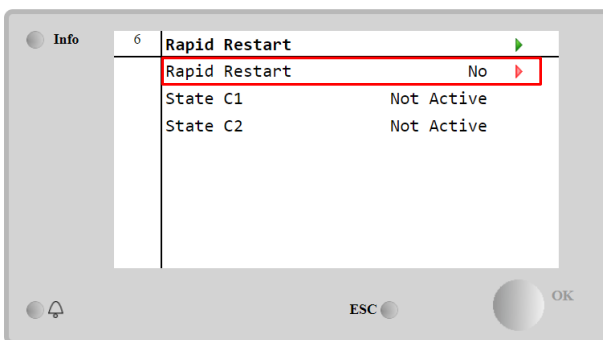 Info
6 Rapid Restart
Rapid Restart No
State C1 Not Active
State C2 Not Active
ESC
OK